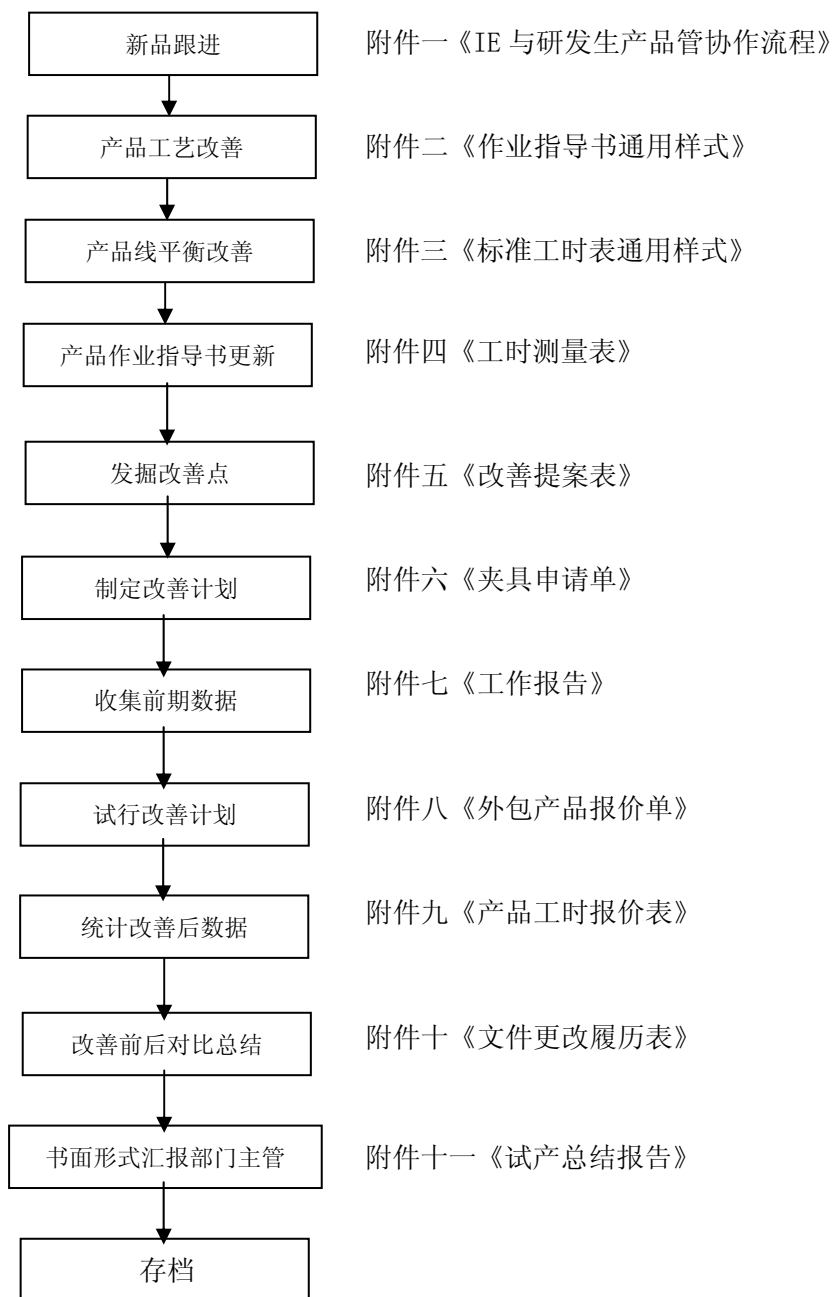 新品跟进
附件一《IE 与研发生产品管协作流程》
产品工艺改善
附件二《作业指导书通用样式》
产品线平衡改善
附件三《标准工时表通用样式》
产品作业指导书更新
附件四《工时测量表》
发掘改善点
附件五《改善提案表》
制定改善计划
附件六《夹具申请单》
收集前期数据
附件七《工作报告》
试行改善计划
附件八《外包产品报价单》
统计改善后数据
附件九《产品工时报价表》
改善前后对比总结
附件十《文件更改履历表》
书面形式汇报部门主管
附件十一《试产总结报告》
存档